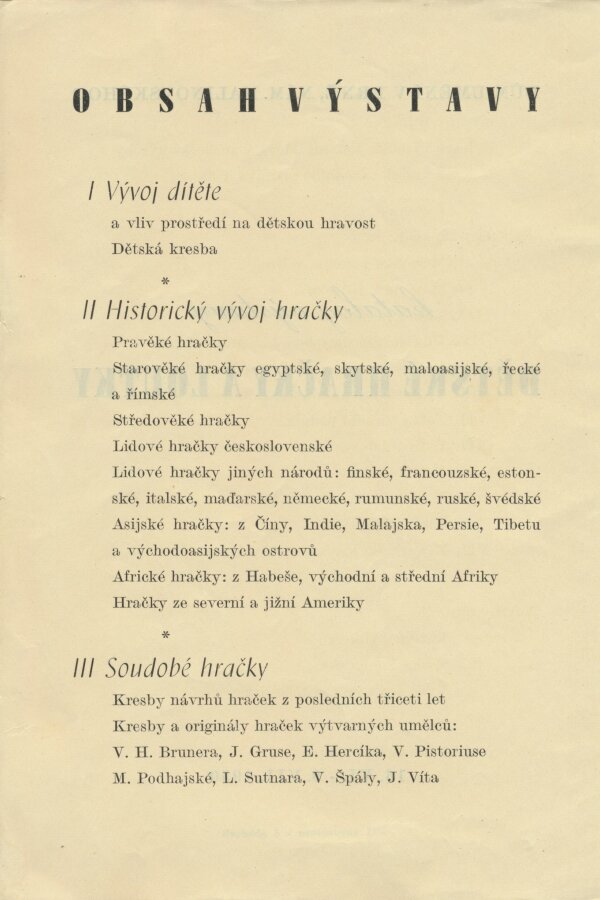 OBSAH VÝSTAVY
I Vývoj dítěte
a vliv prostředí na dětskou hravost
Dětská kresba
*
II Historický vývoj hračky
Pravěké hračky
Starověké hračky egyptské, skytské, maloasijské, řecké
a římské
Středověké hračky
Lidové hračky československé
Lidové hračky jiných národů: finské, francouzské, eston-
ské, italské, maďarské, německé, rumunské, ruské, švédské
Asijské hračky: z Číny, Indie, Malajska, Persie, Tibetu
a východoasijských ostrovů
Africké hračky: z Habeše, východní a střední Afriky
Hračky ze severní a jižní Ameriky
*
III Soudobé hračky
Kresby návrhů hraček z posledních třiceti let
Kresby a originály hraček výtvarných umělců:
V. H. Brunera, J. Gruse, E. Hercíka, V. Pistoriuse
M. Podhajské, L. Sutnara, V. Špály, J. Víta